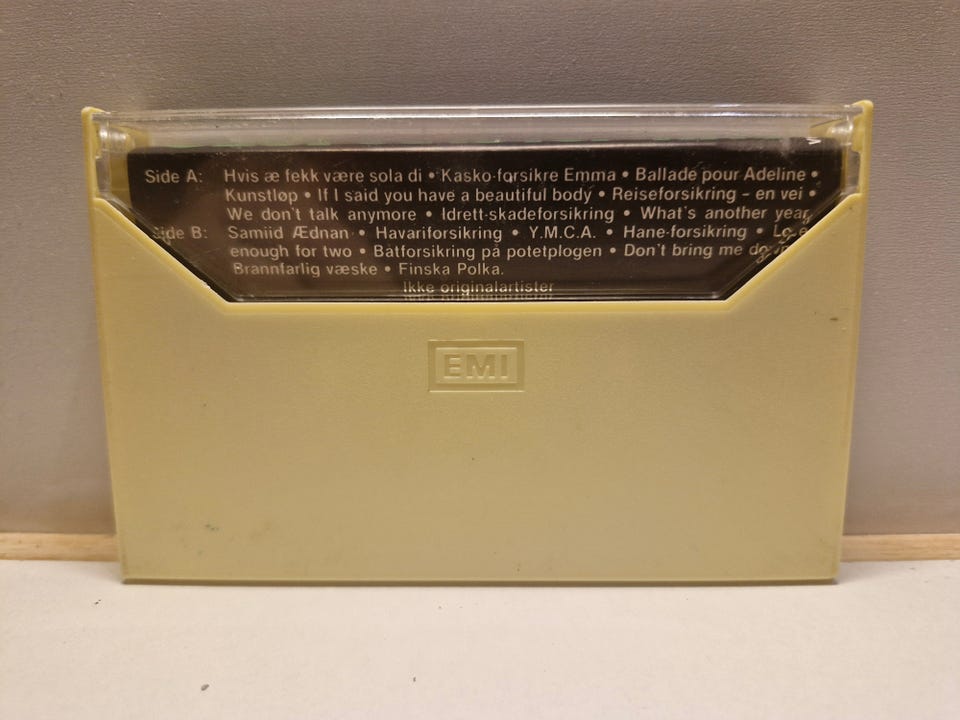 Side A: Hvis æ fekk være sola di • Kasko-forsikre Emma • Ballade pour Adeline •
Kunstløp • If I said you have a beautiful body • Reiseforsikring – en vei •
We don't talk anymore • Idrett-skadeforsikring • What's another year
Side B: Samiid Ædnan • Havariforsikring • Y.M.C.A. • Hane-forsikring •
enough for two • Båtforsikring på potetplogen • Don't bring me
Brannfarlig væske • Finska Polka.
Ikke originalartister
EMI